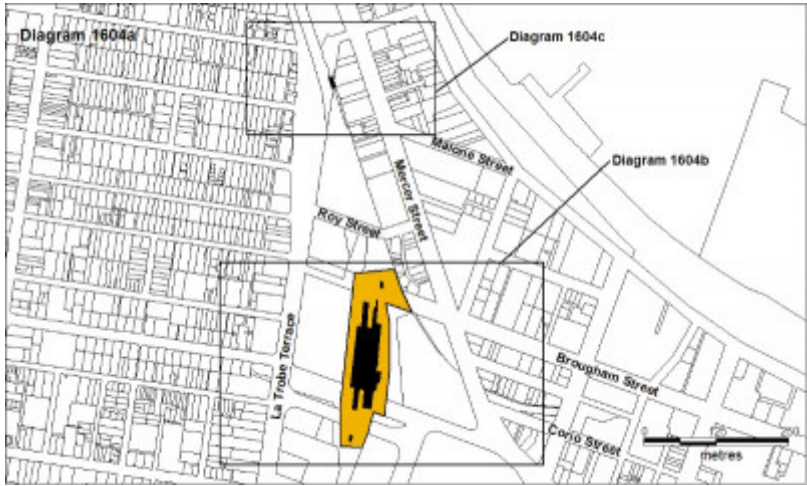 Diagram 1604a
Diagram 1604c
Malone Street
Mercer Street
Diagram 1604b
Roy Street
La Trobe Terrace
Brougham Street
Corio Street
0
metres